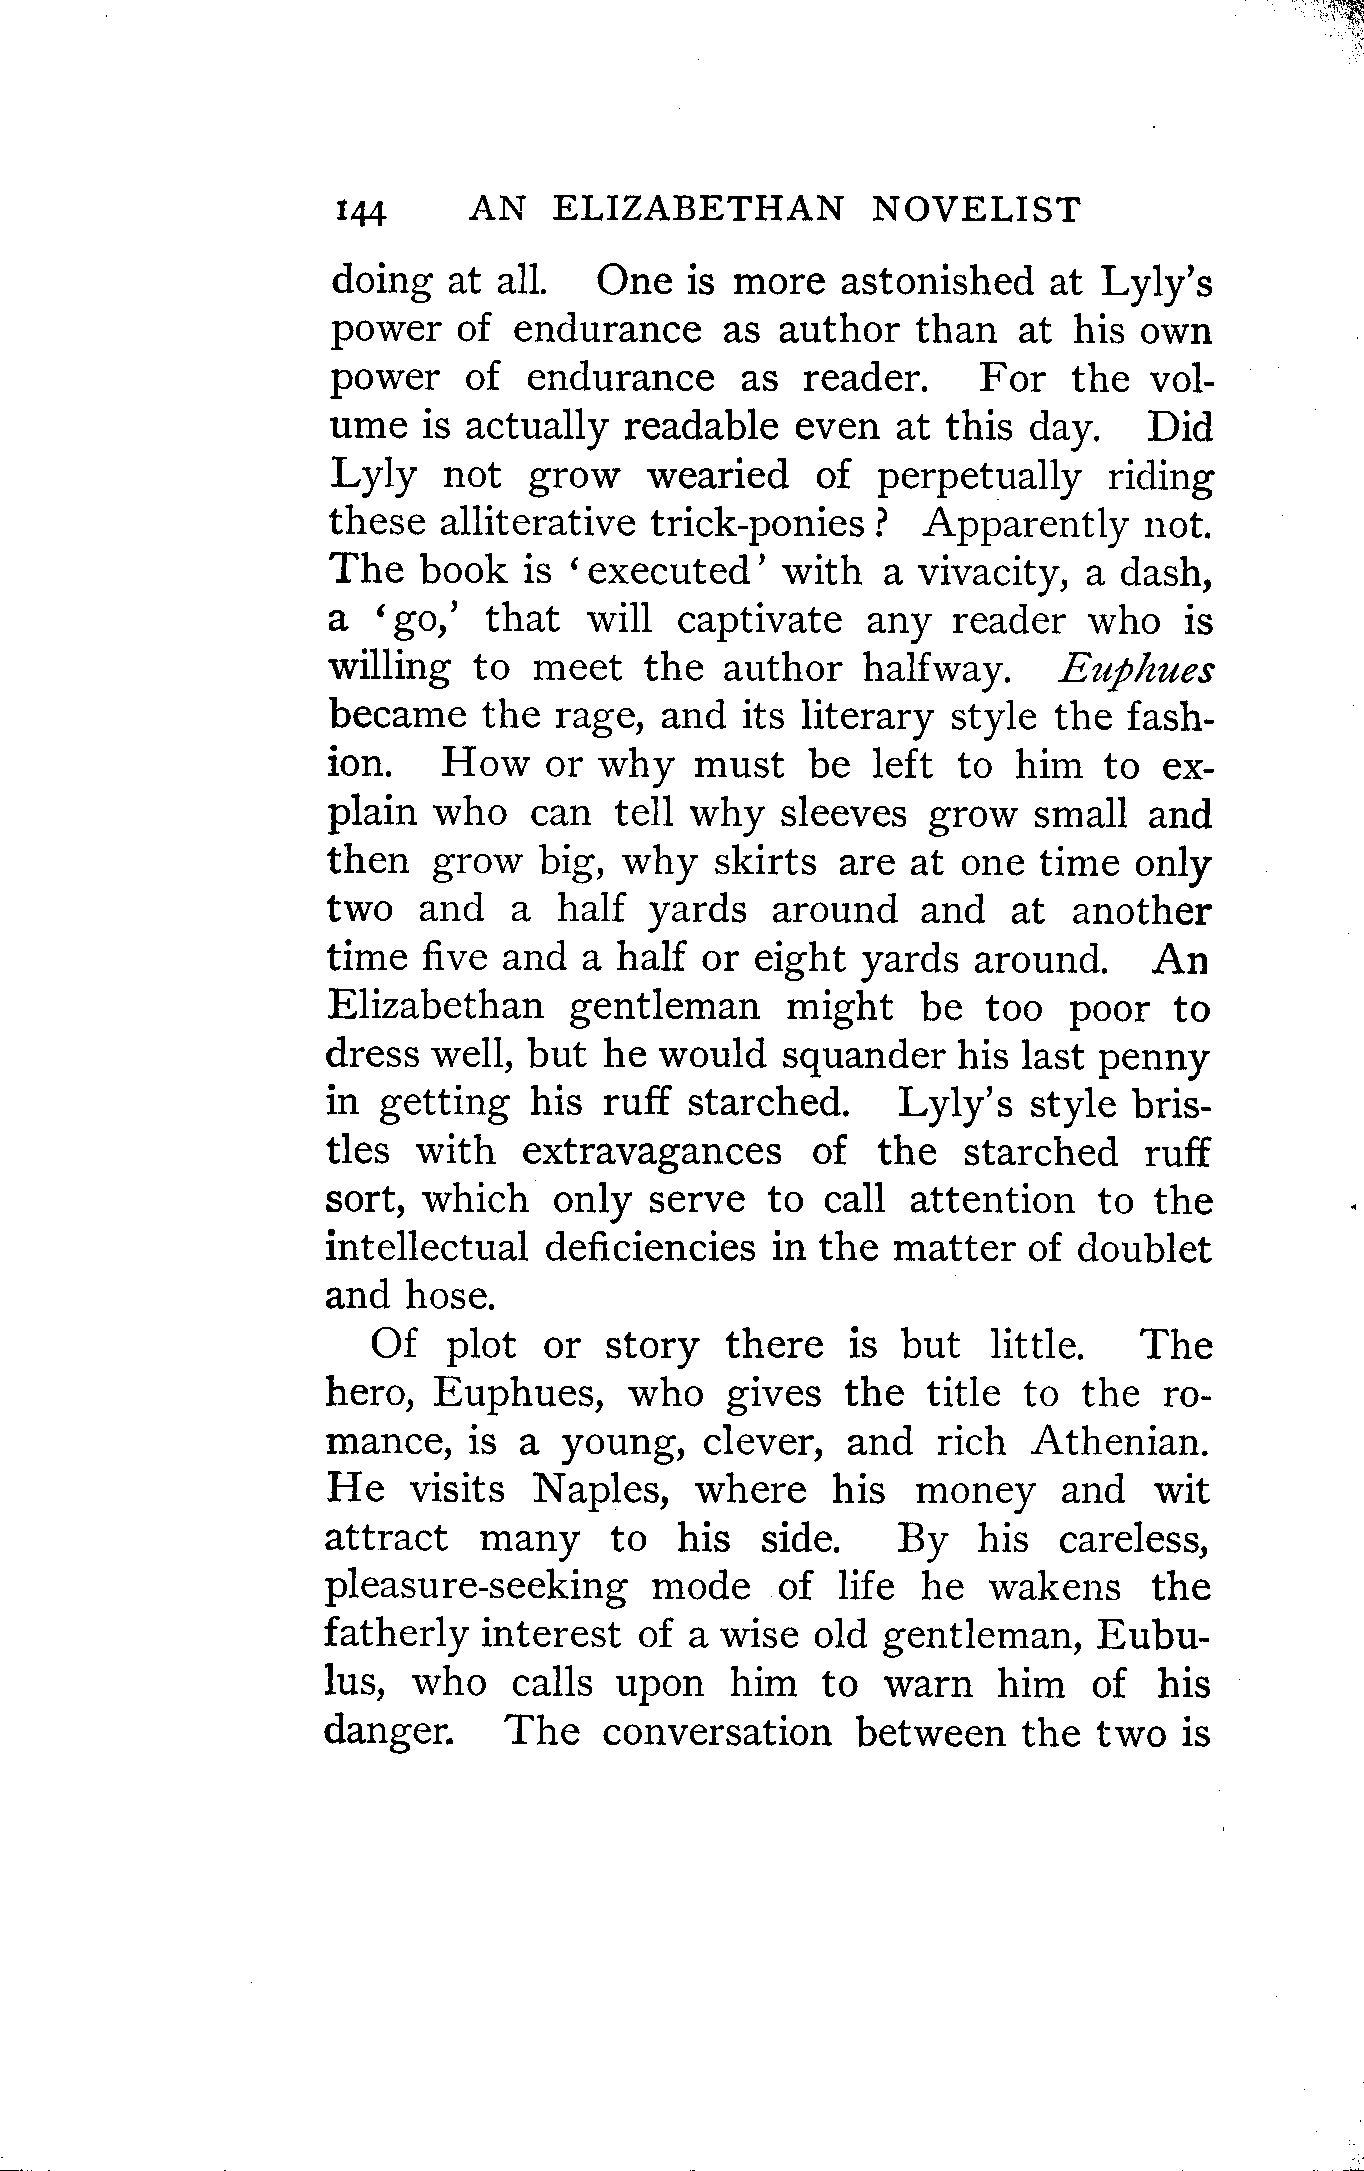 144 AN ELIZABETHAN NOVELIST
doing at all. One is more astonished at Lyly's
power of endurance as author than at his own
power of endurance as reader. For the vol-
ume is actually readable even at this day. Did
Lyly not grow wearied of perpetually riding
these alliterative trick-ponies? Apparently not.
The book is 'executed' with a vivacity, a dash,
a 'go,' that will captivate any reader who is
willing to meet the author halfway. Euphues
became the rage, and its literary style the fash-
ion. How or why must be left to him to ex-
plain who can tell why sleeves grow small and
then grow big, why skirts are at one time only
two and a half yards around and at another
time five and a half or eight yards around. An
Elizabethan gentleman might be too poor to
dress well, but he would squander his last penny
in getting his ruff starched. Lyly's style bris-
tles with extravagances of the starched ruff
sort, which only serve to call attention to the
intellectual deficiencies in the matter of doublet
and hose.
Of plot or story there is but little. The
hero, Euphues, who gives the title to the ro-
mance, is a young, clever, and rich Athenian.
He visits Naples, where his money and wit
attract many to his side. By his careless,
pleasure-seeking mode of life he wakens the
fatherly interest of a wise old gentleman, Eubu-
lus, who calls upon him to warn him of his
danger. The conversation between the two is